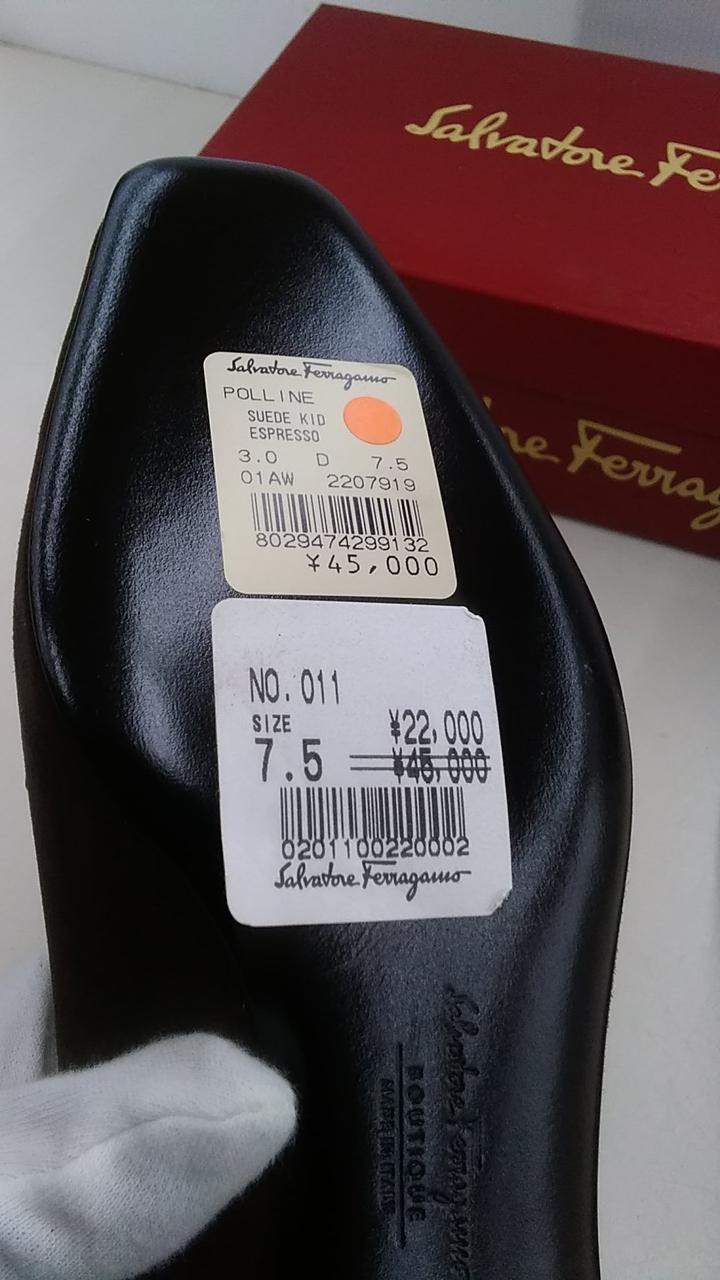 Salvatore Fe
ne Ferrag
Salvatore Ferragamo
POLLINE
SUEDE KID
ESPRESSO
3.0 D 7.5
01AW 2207919
8029474299132
¥45,000
NO.011
SIZE
7.5
¥22,000
¥45,000
0201100220002
Salvatore Ferragamo
Salvatore Ferragamo
BOUTIQUE
MADE IN ITALY